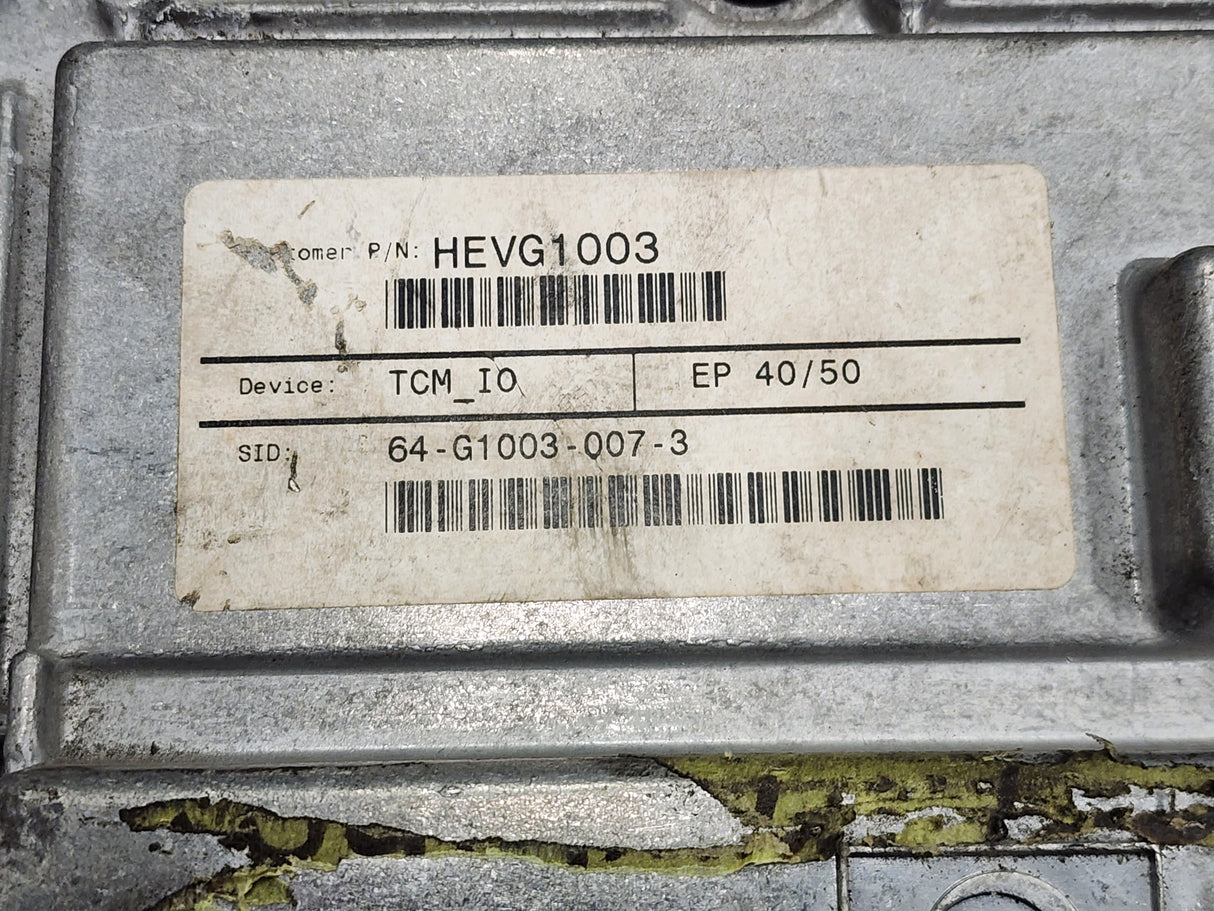 tomer P/N: HEVG1003
Device: TCM_IO EP 40/50
SID: 64-G1003-007-3